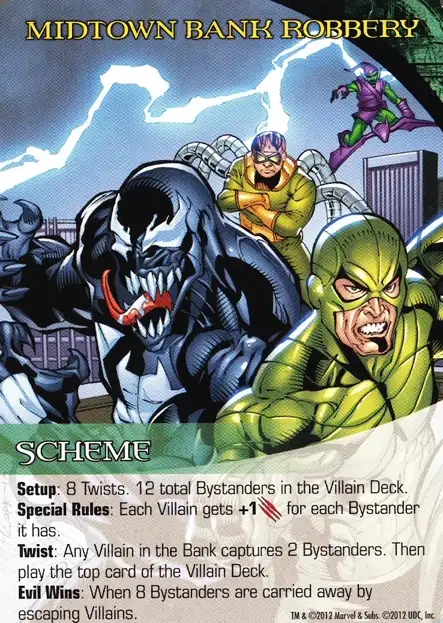 MIDTOWN BANK ROBBERY
SCHEME
Setup: 8 Twists. 12 total Bystanders in the Villain Deck.
Special Rules: Each Villain gets +1 for each Bystander
it has.
Twist: Any Villain in the Bank captures 2 Bystanders. Then
play the top card of the Villain Deck.
Evil Wins: When 8 Bystanders are carried away by
escaping Villains.
TM & ©2012 Marvel & Subs. ©2012 UDC, Inc.